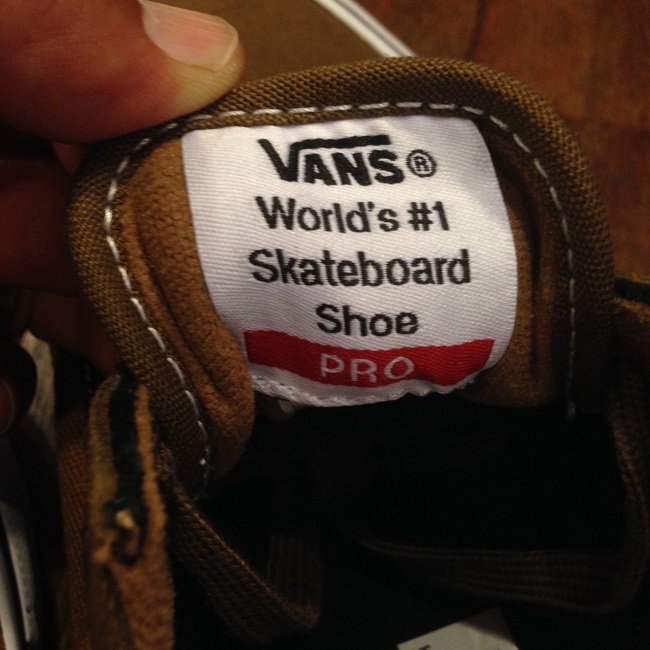 VANS®
World's #1
Skateboard
Shoe
PRO